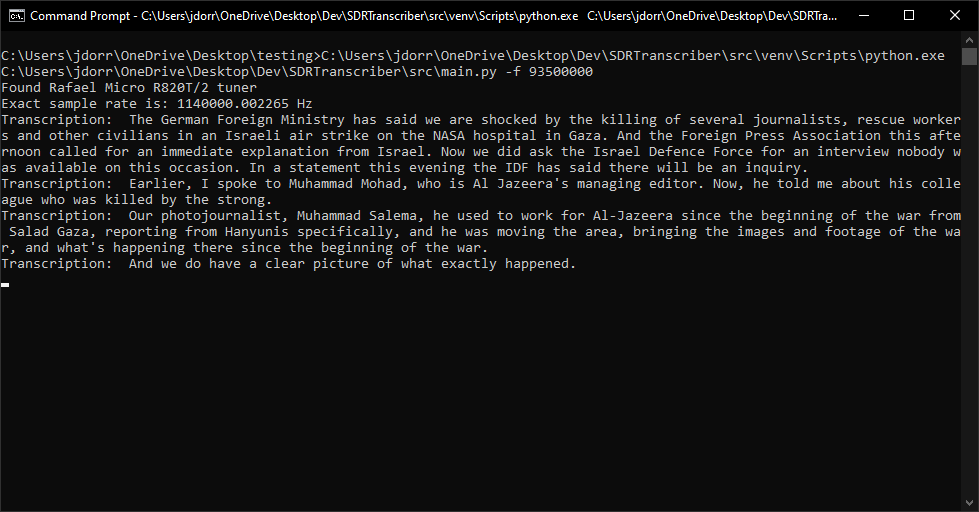 Command Prompt - C:\Users\jdorr\OneDrive\Desktop\Dev\SDRTranscriber\src\venv\Scripts\python.exe C:\Users\jdorr\OneDrive\Desktop\Dev\SDRTra...
C:\Users\jdorr\OneDrive\Desktop\testing>C:\Users\jdorr\OneDrive\Desktop\Dev\SDRTranscriber\src\venv\Scripts\python.exe
C:\Users\jdorr\OneDrive\Desktop\Dev\SDRTranscriber\src\main.py -f 93500000
Found Rafael Micro R820T/2 tuner
Exact sample rate is: 1140000.002265 Hz
Transcription:  The German Foreign Ministry has said we are shocked by the killing of several journalists, rescue worker
s and other civilians in an Israeli air strike on the NASA hospital in Gaza. And the Foreign Press Association this afte
rnoon called for an immediate explanation from Israel. Now we did ask the Israel Defence Force for an interview nobody w
as available on this occasion. In a statement this evening the IDF has said there will be an inquiry.
Transcription:  Earlier, I spoke to Muhammad Mohad, who is Al Jazeera's managing editor. Now, he told me about his colle
ague who was killed by the strong.
Transcription:  Our photojournalist, Muhammad Salema, he used to work for Al-Jazeera since the beginning of the war from
 Salad Gaza, reporting from Hanyunis specifically, and he was moving the area, bringing the images and footage of the wa
r, and what's happening there since the beginning of the war.
Transcription:  And we do have a clear picture of what exactly happened.